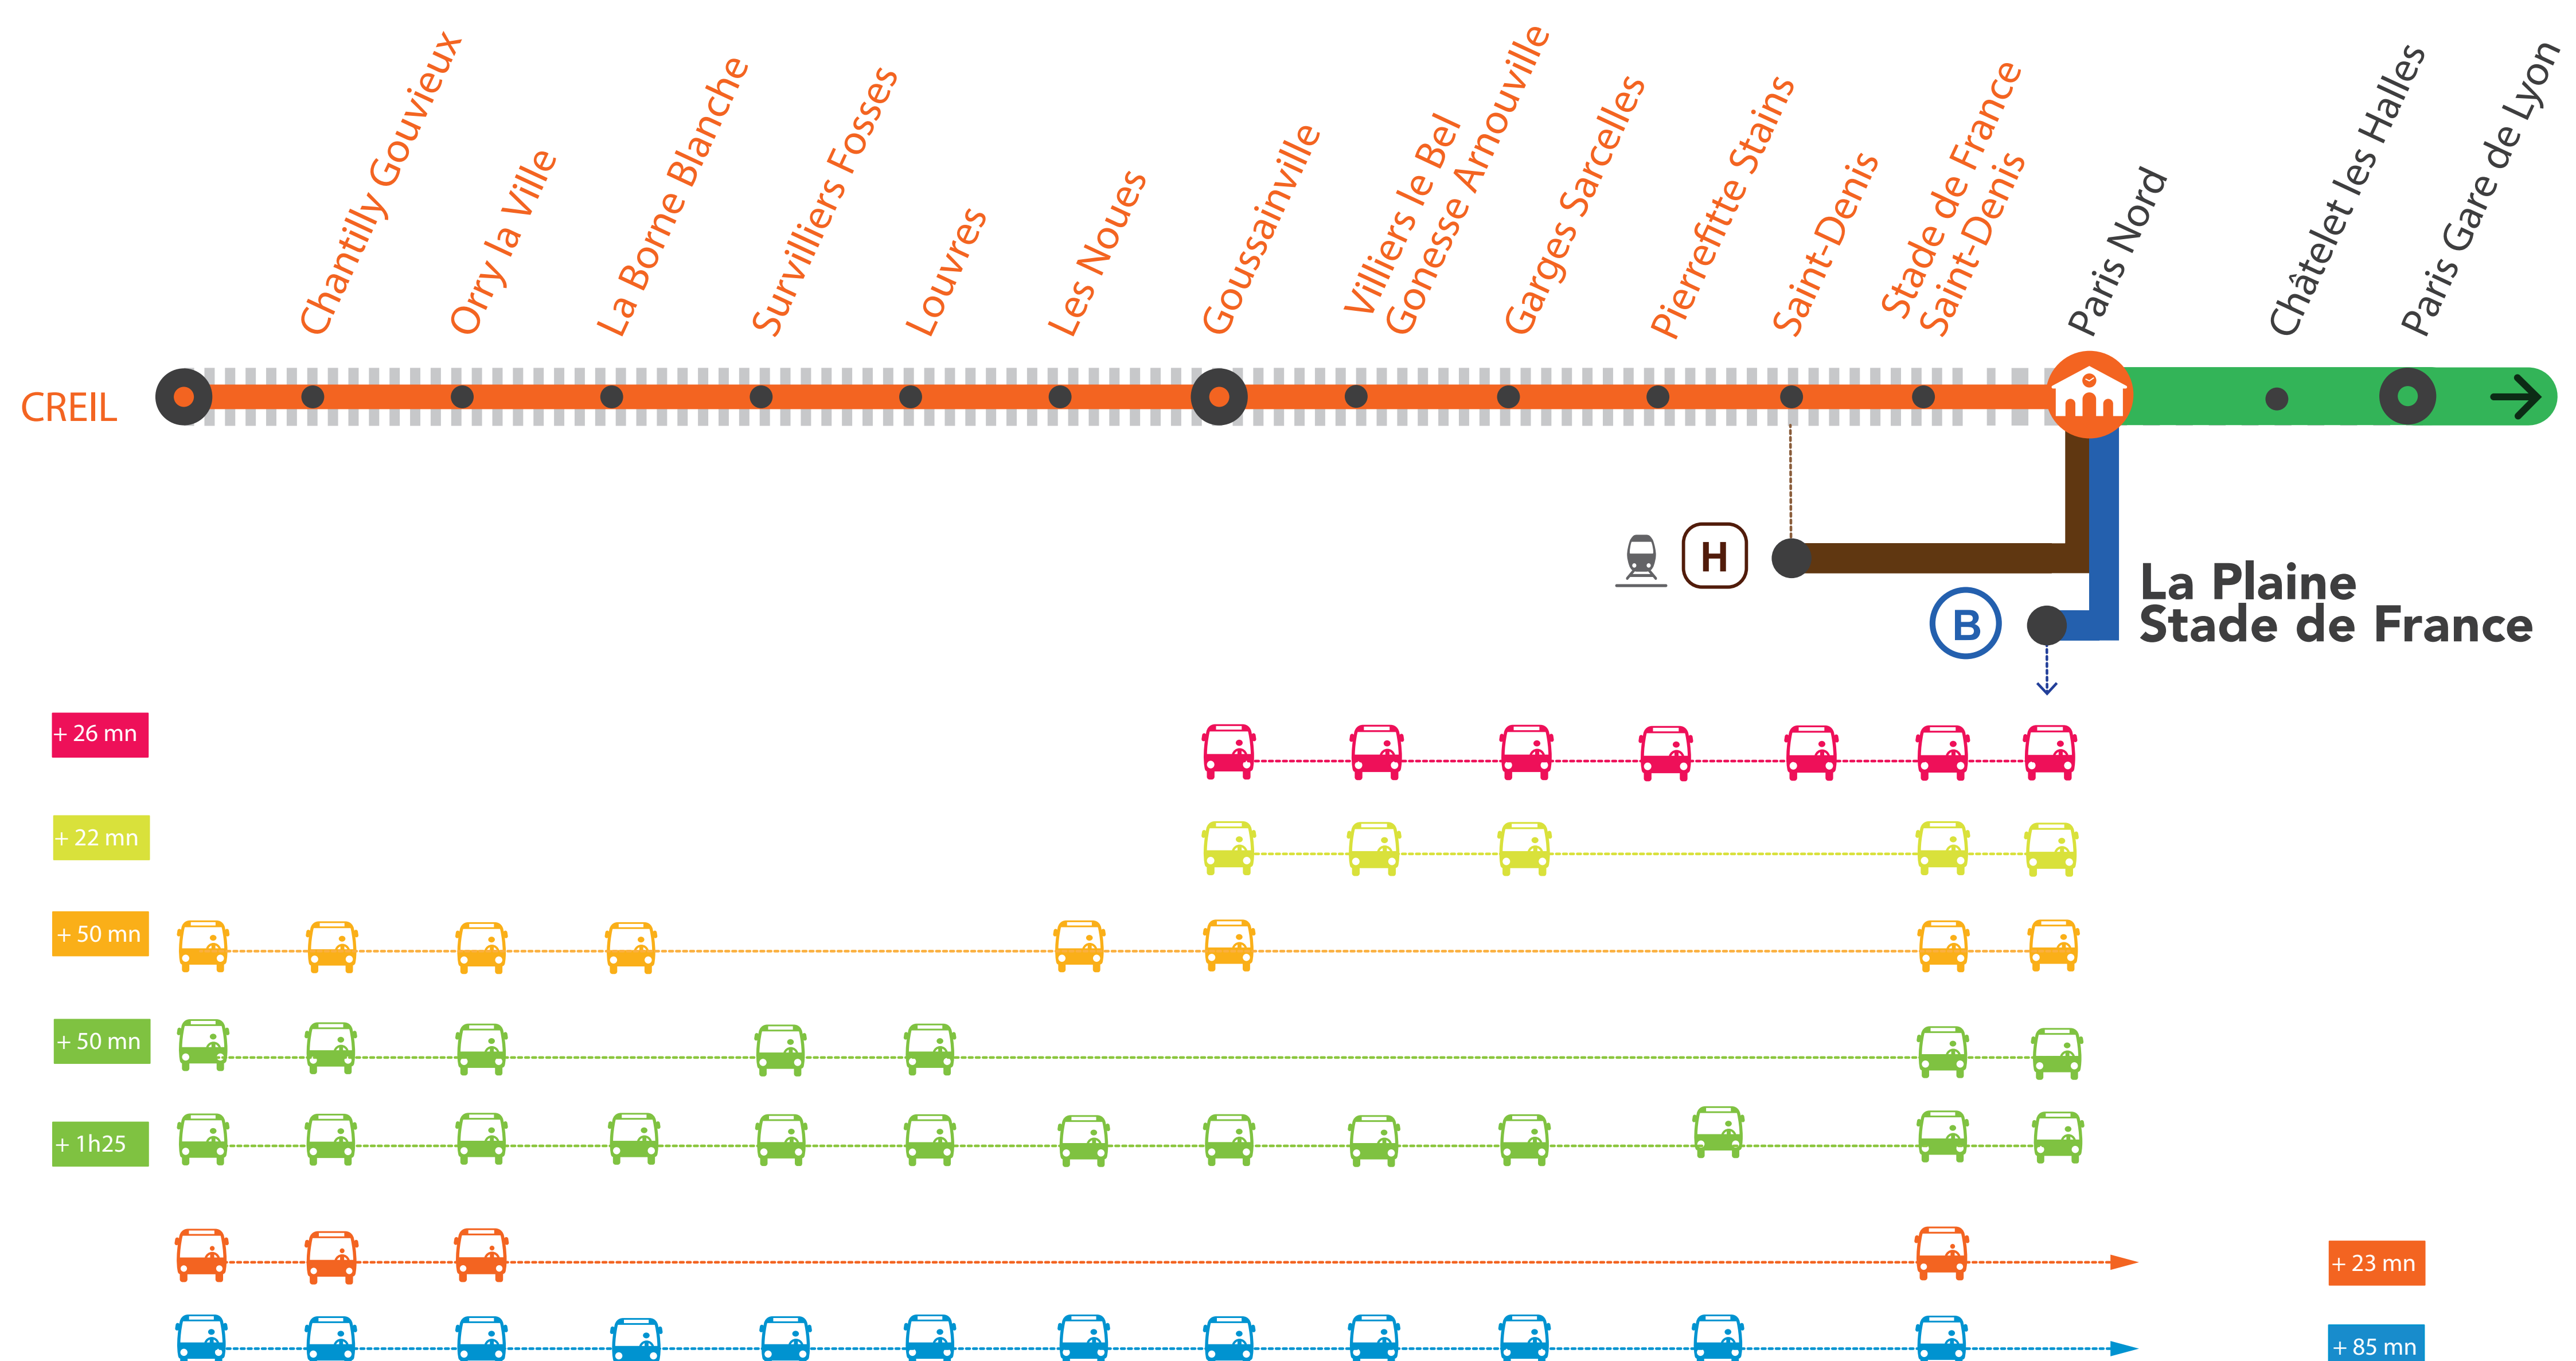 Chantilly Gouvieux
Orry la Ville
La Borne Blanche
Survilliers Fosses
Louvres
Les Noues
Goussainville
Villiers le Bel
Gonesse Arnouville
Garges Sarcelles
Pierrefitte Stains
Saint-Denis
Stade de France
Saint-Denis
Paris Nord
Châtelet les Halles
Paris Gare de Lyon
CREIL
H
B
La Plaine
Stade de France
+ 26 mn
+ 22 mn
+ 50 mn
+ 50 mn
+ 1h25
+ 23 mn
+ 85 mn